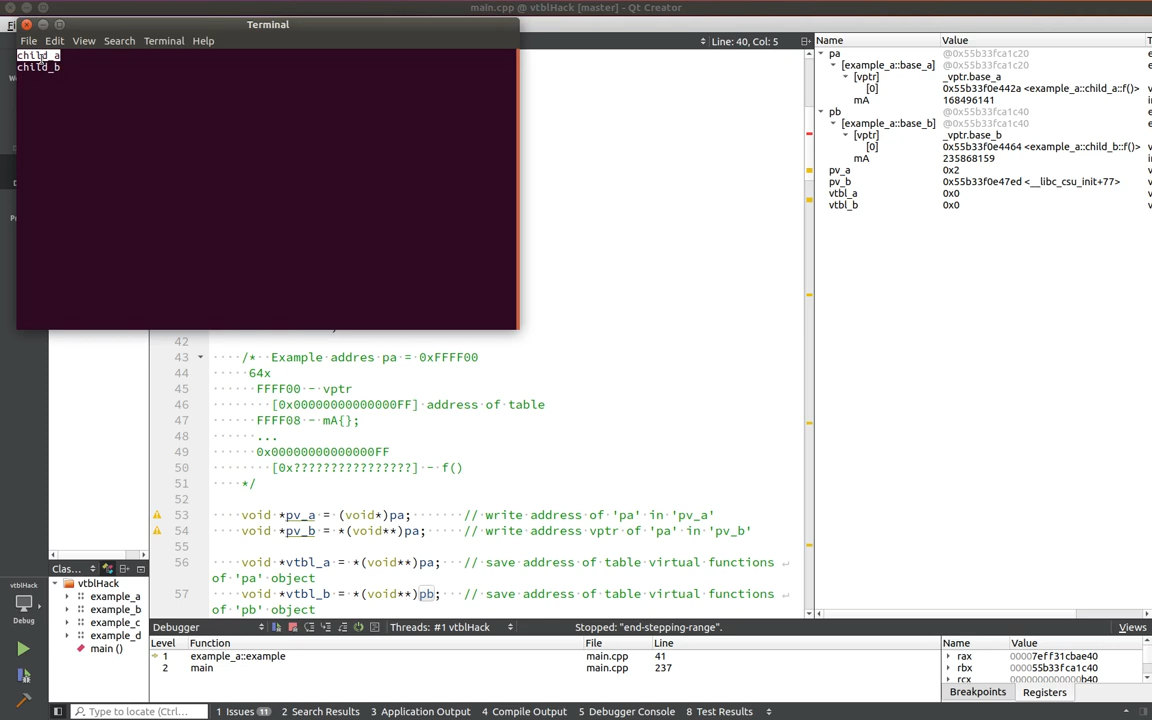 main.cpp @ vtblHack [master] - Qt Creator
Terminal
File Edit View Search Terminal Help
child_a
child_b
Line: 40, Col: 5
Name Value
pa @0x55b33fca1c20
[example_a::base_a] @0x55b33fca1c20
[vptr] _vptr.base_a
[0] 0x55b33f0e442a <example_a::child_a::f()>
mA 168496141
pb @0x55b33fca1c40
[example_a::base_b] @0x55b33fca1c40
[vptr] _vptr.base_b
[0] 0x55b33f0e4464 <example_a::child_b::f()>
mA 235868159
pv_a 0x2
pv_b 0x55b33f0e47ed <__libc_csu_init+77>
vtbl_a 0x0
vtbl_b 0x0
42
43 /* Example addres pa = 0xFFFF00
44 64x
45 FFFF00 - vptr
46 [0x00000000000000FF] address of table
47 FFFF08 - mA{};
48 ...
49 0x00000000000000FF
50 [0x????????????????] - f()
51 */
52
53 void *pv_a = (void*)pa; // write address of 'pa' in 'pv_a'
54 void *pv_b = *(void**)pa; // write address vptr of 'pa' in 'pv_b'
55
56 void *vtbl_a = *(void**)pa; // save address of table virtual functions
of 'pa' object
57 void *vtbl_b = *(void**)pb; // save address of table virtual functions
of 'pb' object
Clas...
vtblHack
example_a
example_b
example_c
example_d
main ()
vtblHack
Debug
Debugger Threads: #1 vtblHack Stopped: "end-stepping-range". Views
Level Function File Line
1 example_a::example main.cpp 41
2 main main.cpp 237
Name Value
rax 00007eff31cbae40
rbx 000055b33fca1c40
rcx
Breakpoints Registers
Type to locate (Ctrl...
1 Issues 11 2 Search Results 3 Application Output 4 Compile Output 5 Debugger Console 8 Test Results